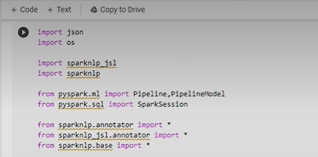 + Code + Text Copy to Drive
import json
import os
import sparknlp_jsl
import sparknlp
from pyspark.ml import Pipeline,PipelineModel
from pyspark.sql import SparkSession
from sparknlp.annotator import *
from sparknlp_jsl.annotator import *
from sparknlp.base import *